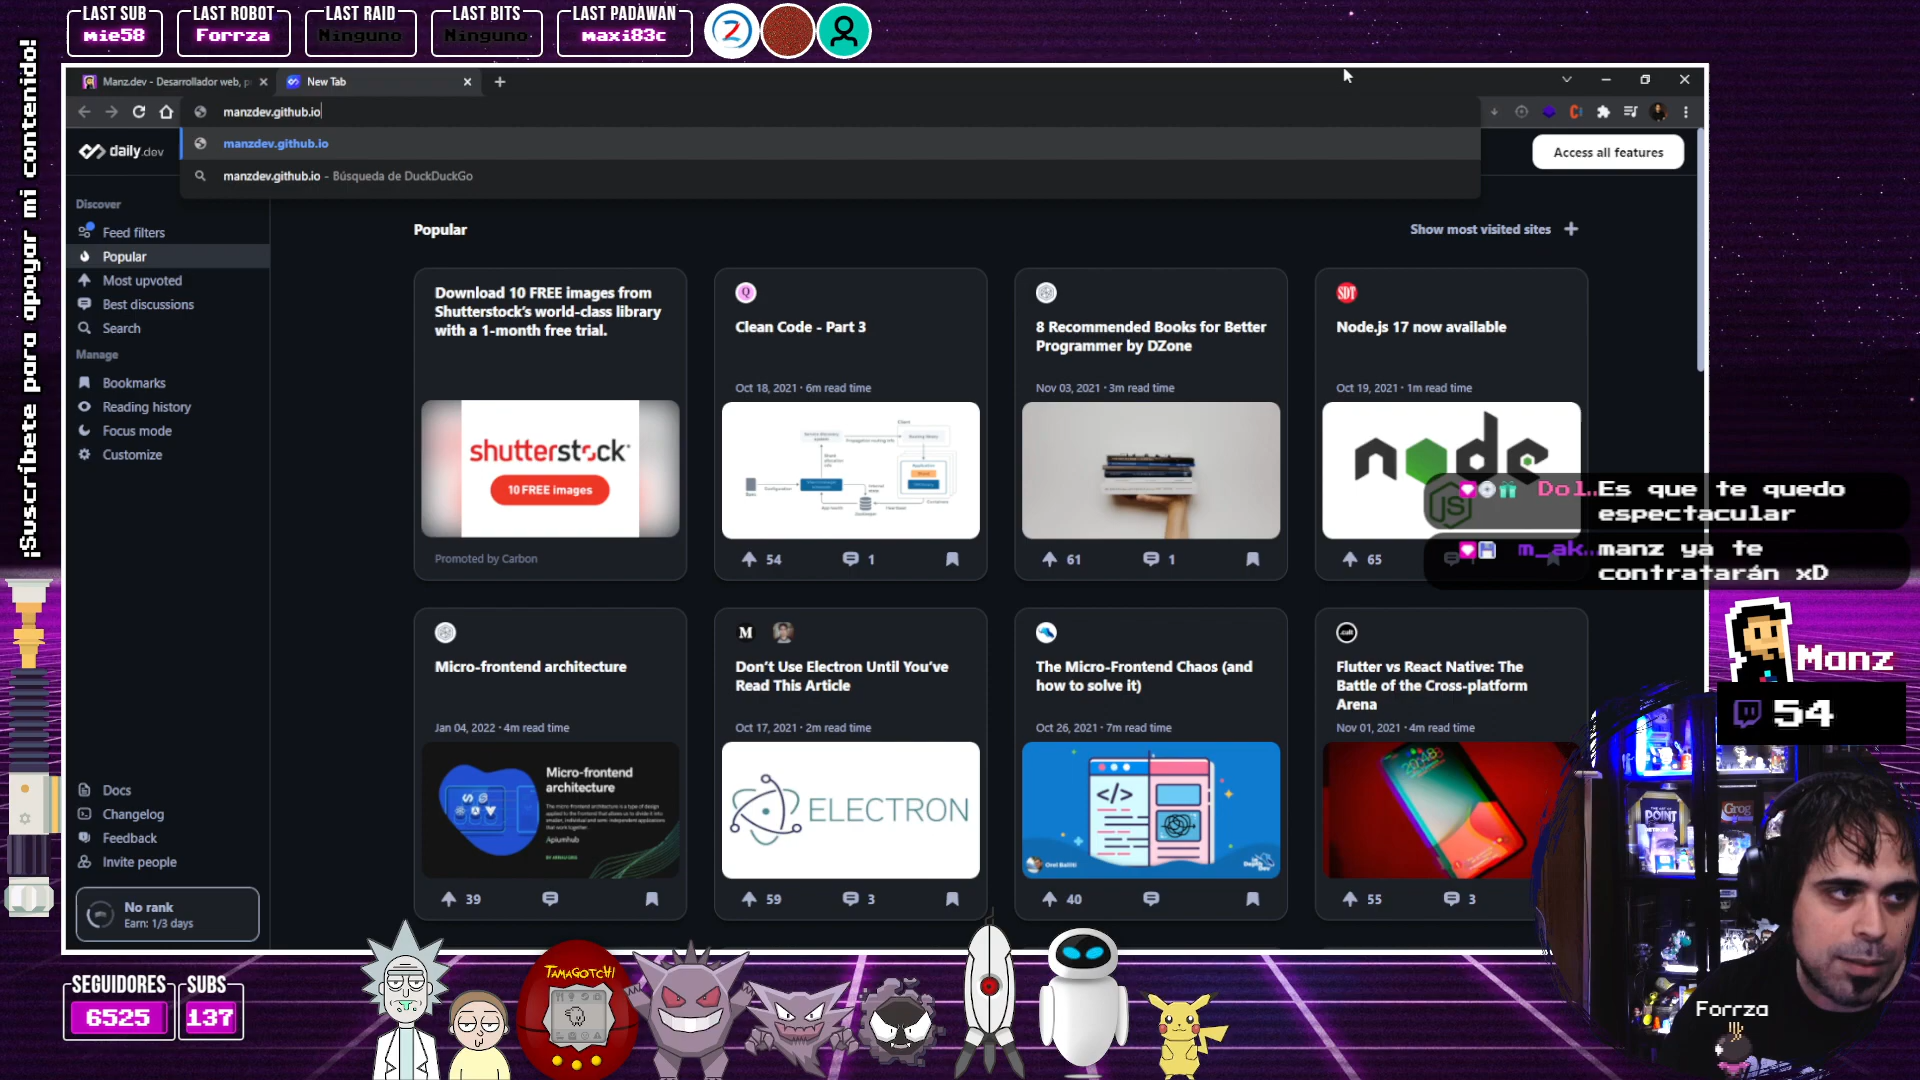 LAST SUB
mie58
LAST ROBOT
Forrza
LAST RAID
Ninguno
LAST BITS
Ninguno
LAST PADAWAN
maxi83c
¡Suscríbete para apoyar mi contenido!
Manz.dev - Desarrollador web, p
New Tab
manzdev.github.io
manzdev.github.io
manzdev.github.io - Búsqueda de DuckDuckGo
daily.dev
Access all features
Discover
Feed filters
Popular
Most upvoted
Best discussions
Search
Manage
Bookmarks
Reading history
Focus mode
Customize
Docs
Changelog
Feedback
Invite people
No rank
Earn: 1/3 days
Popular
Show most visited sites
Download 10 FREE images from
Shutterstock's world-class library
with a 1-month free trial.
shutterstock
10 FREE images
Promoted by Carbon
Q
Clean Code - Part 3
Oct 18, 2021 · 6m read time
Client
54
1
8 Recommended Books for Better
Programmer by DZone
Nov 03, 2021 · 3m read time
61
1
SDT
Node.js 17 now available
Oct 19, 2021 · 1m read time
node
JS
65
Dol..Es que te quedo
espectacular
m_ak..manz ya te
contratarán xD
Micro-frontend architecture
Jan 04, 2022 · 4m read time
Micro-frontend
architecture
Apiumhub
39
M
Don't Use Electron Until You've
Read This Article
Oct 17, 2021 · 2m read time
ELECTRON
59
3
The Micro-Frontend Chaos (and
how to solve it)
Oct 26, 2021 · 7m read time
</>
40
Flutter vs React Native: The
Battle of the Cross-platform
Arena
Nov 01, 2021 · 4m read time
55
3
Manz
54
POINT
Grog
Forrza
SEGUIDORES
6525
SUBS
137
TAMAGOTCHI